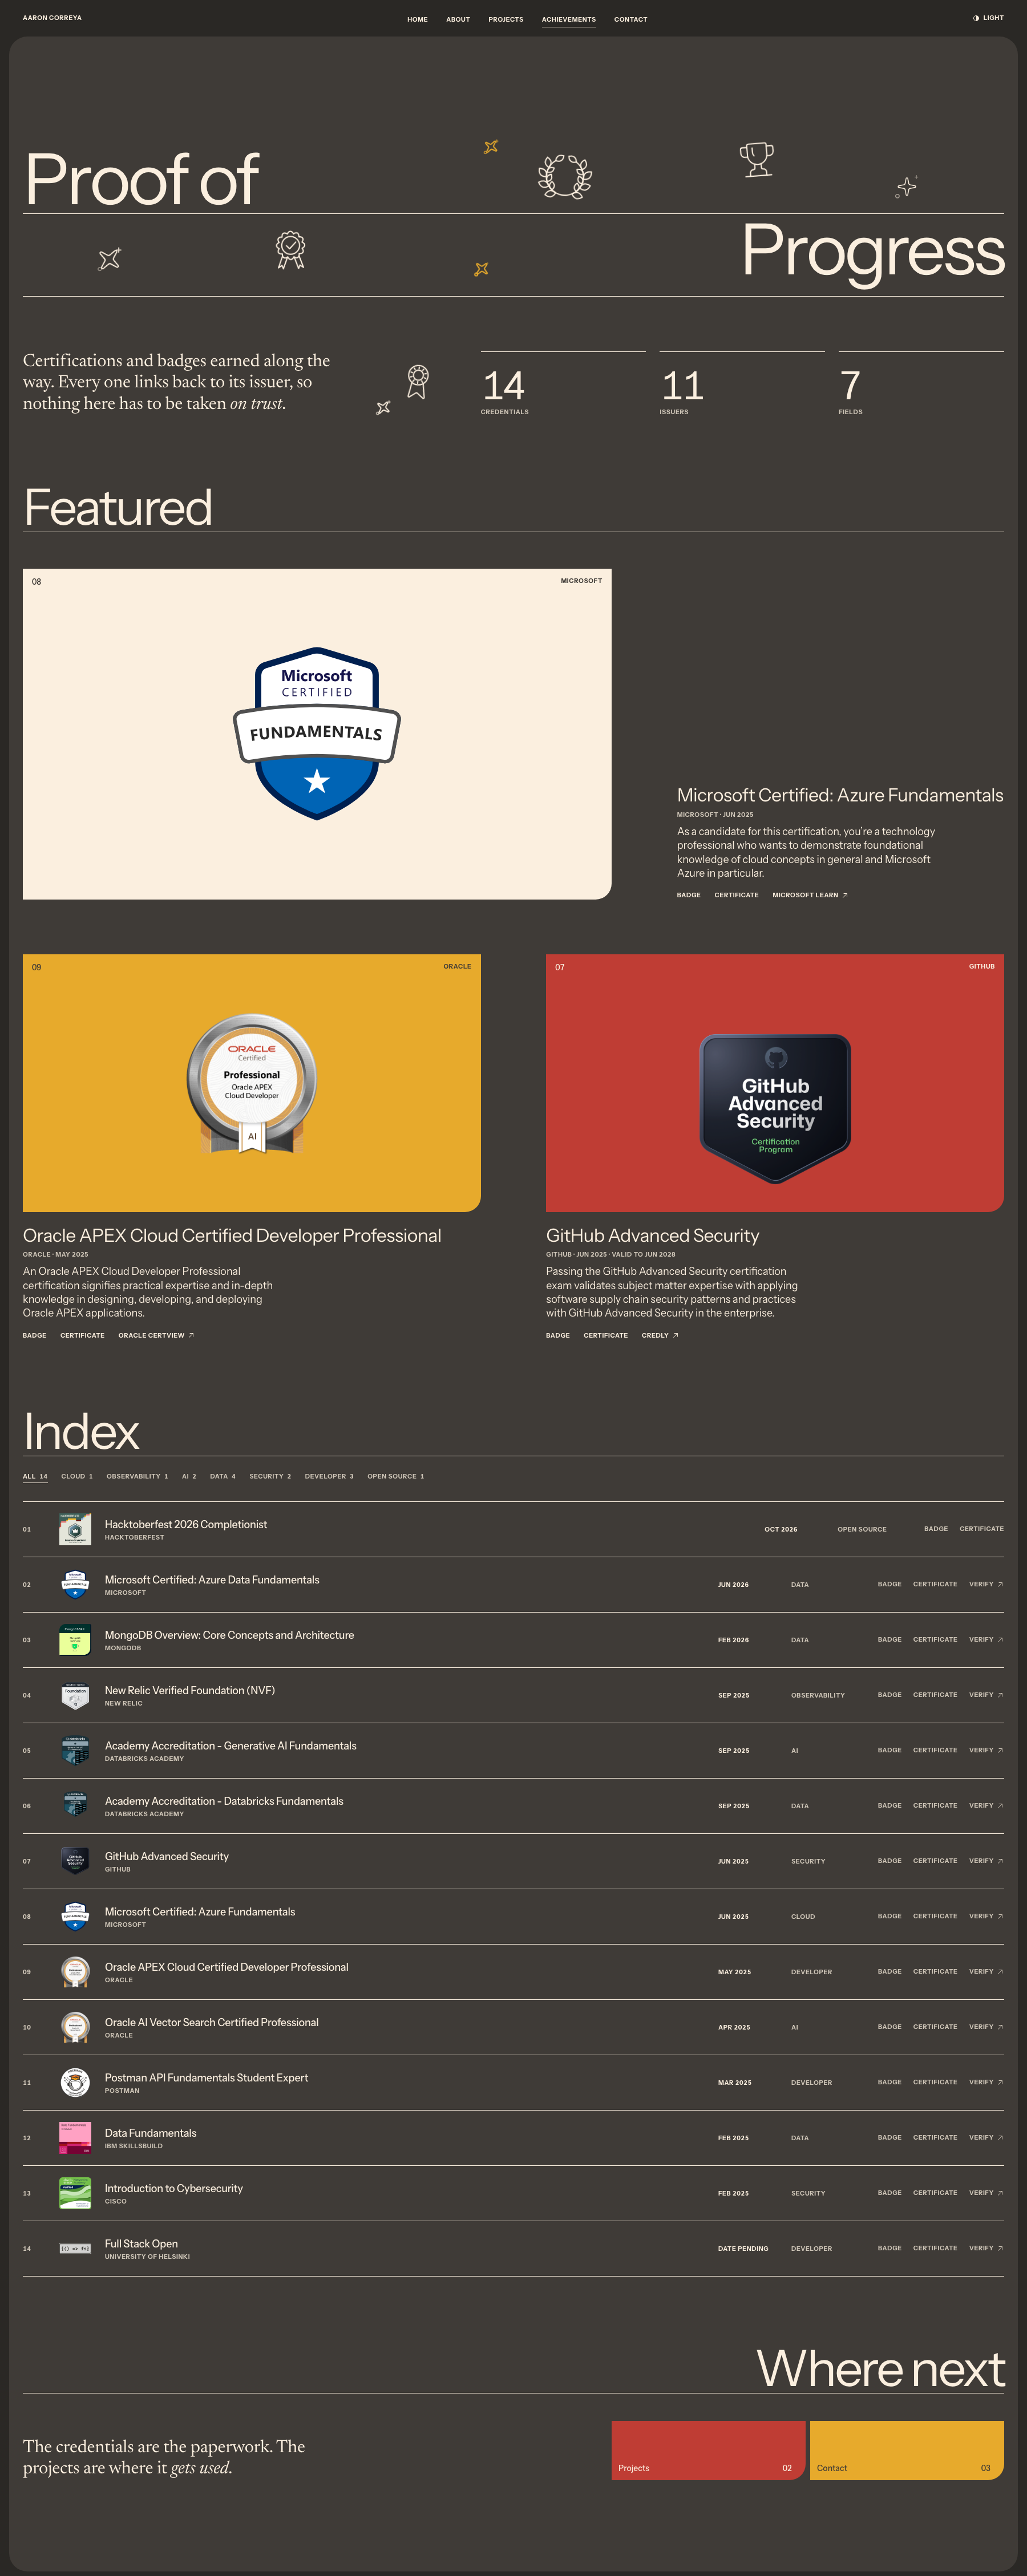 AARON CORREYA
HOME ABOUT PROJECTS ACHIEVEMENTS CONTACT
LIGHT
Proof of
Progress
Certifications and badges earned along the
way. Every one links back to its issuer, so
nothing here has to be taken on trust.
14
CREDENTIALS
11
ISSUERS
7
FIELDS
Featured
08
MICROSOFT
Microsoft
CERTIFIED
FUNDAMENTALS
Microsoft Certified: Azure Fundamentals
MICROSOFT · JUN 2025
As a candidate for this certification, you're a technology
professional who wants to demonstrate foundational
knowledge of cloud concepts in general and Microsoft
Azure in particular.
BADGE CERTIFICATE MICROSOFT LEARN
09
ORACLE
ORACLE
Certified
Professional
Oracle APEX
Cloud Developer
AI
Oracle APEX Cloud Certified Developer Professional
ORACLE · MAY 2025
An Oracle APEX Cloud Developer Professional
certification signifies practical expertise and in-depth
knowledge in designing, developing, and deploying
Oracle APEX applications.
BADGE CERTIFICATE ORACLE CERTVIEW
07
GITHUB
GitHub
Advanced
Security
Certification
Program
GitHub Advanced Security
GITHUB · JUN 2025 · VALID TO JUN 2028
Passing the GitHub Advanced Security certification
exam validates subject matter expertise with applying
software supply chain security patterns and practices
with GitHub Advanced Security in the enterprise.
BADGE CERTIFICATE CREDLY
Index
ALL 14 CLOUD 1 OBSERVABILITY 1 AI 2 DATA 4 SECURITY 2 DEVELOPER 3 OPEN SOURCE 1
01 Hacktoberfest 2026 Completionist OCT 2026 OPEN SOURCE BADGE CERTIFICATE
HACKTOBERFEST
02 Microsoft Certified: Azure Data Fundamentals JUN 2026 DATA BADGE CERTIFICATE VERIFY
MICROSOFT
03 MongoDB Overview: Core Concepts and Architecture FEB 2026 DATA BADGE CERTIFICATE VERIFY
MONGODB
04 New Relic Verified Foundation (NVF) SEP 2025 OBSERVABILITY BADGE CERTIFICATE VERIFY
NEW RELIC
05 Academy Accreditation - Generative AI Fundamentals SEP 2025 AI BADGE CERTIFICATE VERIFY
DATABRICKS ACADEMY
06 Academy Accreditation - Databricks Fundamentals SEP 2025 DATA BADGE CERTIFICATE VERIFY
DATABRICKS ACADEMY
07 GitHub Advanced Security JUN 2025 SECURITY BADGE CERTIFICATE VERIFY
GITHUB
08 Microsoft Certified: Azure Fundamentals JUN 2025 CLOUD BADGE CERTIFICATE VERIFY
MICROSOFT
09 Oracle APEX Cloud Certified Developer Professional MAY 2025 DEVELOPER BADGE CERTIFICATE VERIFY
ORACLE
10 Oracle AI Vector Search Certified Professional APR 2025 AI BADGE CERTIFICATE VERIFY
ORACLE
11 Postman API Fundamentals Student Expert MAR 2025 DEVELOPER BADGE CERTIFICATE VERIFY
POSTMAN
12 Data Fundamentals FEB 2025 DATA BADGE CERTIFICATE VERIFY
IBM SKILLSBUILD
13 Introduction to Cybersecurity FEB 2025 SECURITY BADGE CERTIFICATE VERIFY
CISCO
14 Full Stack Open DATE PENDING DEVELOPER BADGE CERTIFICATE VERIFY
UNIVERSITY OF HELSINKI
Where next
The credentials are the paperwork. The
projects are where it gets used.
Projects 02
Contact 03